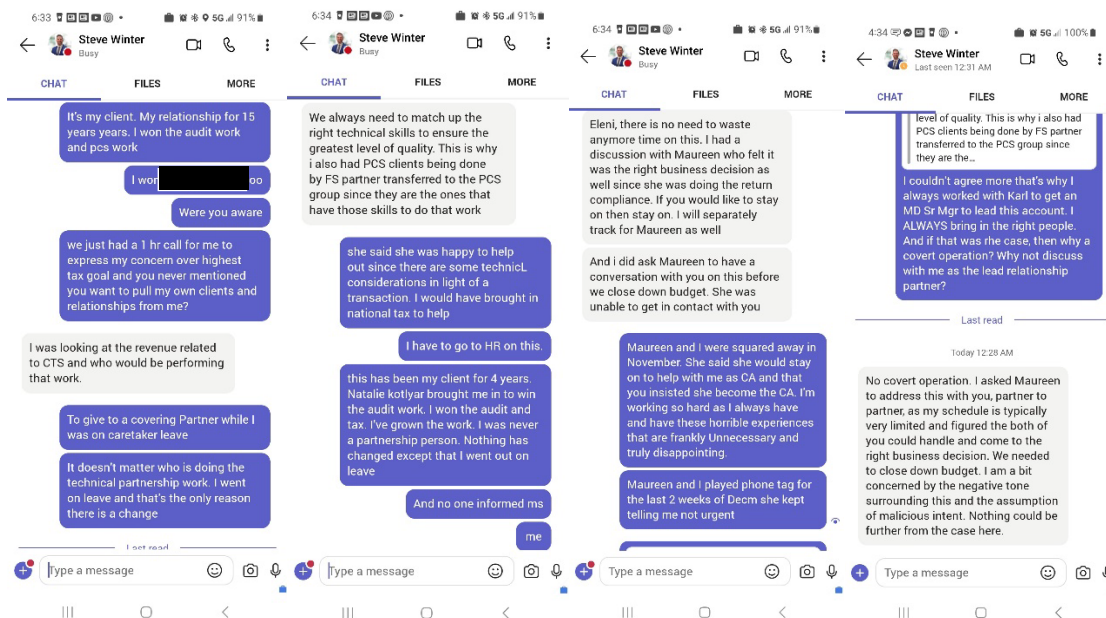 6:33
5G 91%
Steve Winter
Busy
CHAT FILES MORE
It's my client. My relationship for 15
years years. I won the audit work
and pcs work
I wor oo
Were you aware
we just had a 1 hr call for me to
express my concern over highest
tax goal and you never mentioned
you want to pull my own clients and
relationships from me?
I was looking at the revenue related
to CTS and who would be performing
that work.
To give to a covering Partner while I
was on caretaker leave
It doesn't matter who is doing the
technical partnership work. I went
on leave and that's the only reason
there is a change
Last read
Type a message
6:34
5G 91%
Steve Winter
Busy
CHAT FILES MORE
We always need to match up the
right technical skills to ensure the
greatest level of quality. This is why
i also had PCS clients being done
by FS partner transferred to the PCS
group since they are the ones that
have those skills to do that work
she said she was happy to help
out since there are some technicL
considerations in light of a
transaction. I would have brought in
national tax to help
I have to go to HR on this.
this has been my client for 4 years.
Natalie kotlyar brought me in to win
the audit work. I won the audit and
tax. I've grown the work. I was never
a partnership person. Nothing has
changed except that I went out on
leave
And no one informed ms
me
Type a message
6:34
5G 91%
Steve Winter
Busy
CHAT FILES MORE
Eleni, there is no need to waste
anymore time on this. I had a
discussion with Maureen who felt it
was the right business decision as
well since she was doing the return
compliance. If you would like to stay
on then stay on. I will separately
track for Maureen as well
And i did ask Maureen to have a
conversation with you on this before
we close down budget. She was
unable to get in contact with you
Maureen and I were squared away in
November. She said she would stay
on to help with me as CA and that
you insisted she become the CA. I'm
working so hard as I always have
and have these horrible experiences
that are frankly Unnecessary and
truly disappointing.
Maureen and I played phone tag for
the last 2 weeks of Decm she kept
telling me not urgent
Type a message
4:34
5G 100%
Steve Winter
Last seen 12:31 AM
CHAT FILES MORE
level of quality. This is why i also had
PCS clients being done by FS partner
transferred to the PCS group since
they are the...
I couldn't agree more that's why I
always worked with Karl to get an
MD Sr Mgr to lead this account. I
ALWAYS bring in the right people.
And if that was rhe case, then why a
covert operation? Why not discuss
with me as the lead relationship
partner?
Last read
Today 12:28 AM
No covert operation. I asked Maureen
to address this with you, partner to
partner, as my schedule is typically
very limited and figured the both of
you could handle and come to the
right business decision. We needed
to close down budget. I am a bit
concerned by the negative tone
surrounding this and the assumption
of malicious intent. Nothing could be
further from the case here.
Type a message